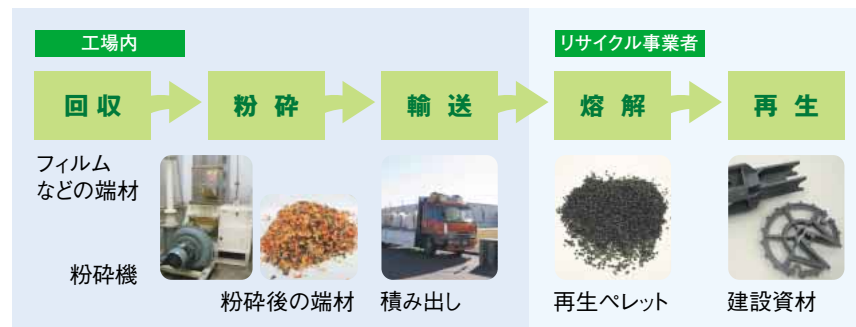 工場内
リサイクル事業者
回収
粉砕
輸送
熔解
再生
フィルム
などの端材
粉砕機
粉砕後の端材
積み出し
再生ペレット
建設資材